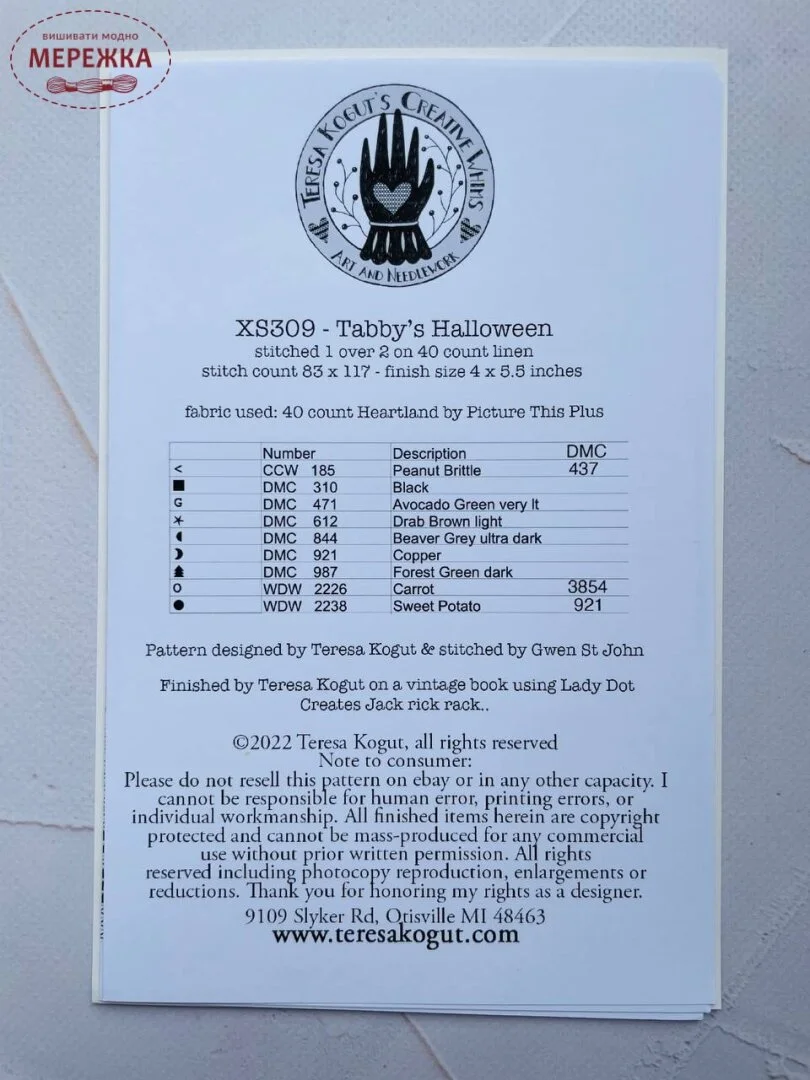 вишивати модно
МЕРЕЖКА
TERESA KOGUT'S CREATIVE WHIMS
ART AND NEEDLEWORK
XS309 - Tabby's Halloween
stitched 1 over 2 on 40 count linen
stitch count 83 x 117 - finish size 4 x 5.5 inches
fabric used: 40 count Heartland by Picture This Plus
Number Description DMC
< CCW 185 Peanut Brittle 437
■ DMC 310 Black
G DMC 471 Avocado Green very lt
DMC 612 Drab Brown light
DMC 844 Beaver Grey ultra dark
DMC 921 Copper
DMC 987 Forest Green dark
O WDW 2226 Carrot 3854
● WDW 2238 Sweet Potato 921
Pattern designed by Teresa Kogut & stitched by Gwen St John
Finished by Teresa Kogut on a vintage book using Lady Dot
Creates Jack rick rack..
©2022 Teresa Kogut, all rights reserved
Note to consumer:
Please do not resell this pattern on ebay or in any other capacity. I
cannot be responsible for human error, printing errors, or
individual workmanship. All finished items herein are copyright
protected and cannot be mass-produced for any commercial
use without prior written permission. All rights
reserved including photocopy reproduction, enlargements or
reductions. Thank you for honoring my rights as a designer.
9109 Slyker Rd, Otisville MI 48463
www.teresakogut.com